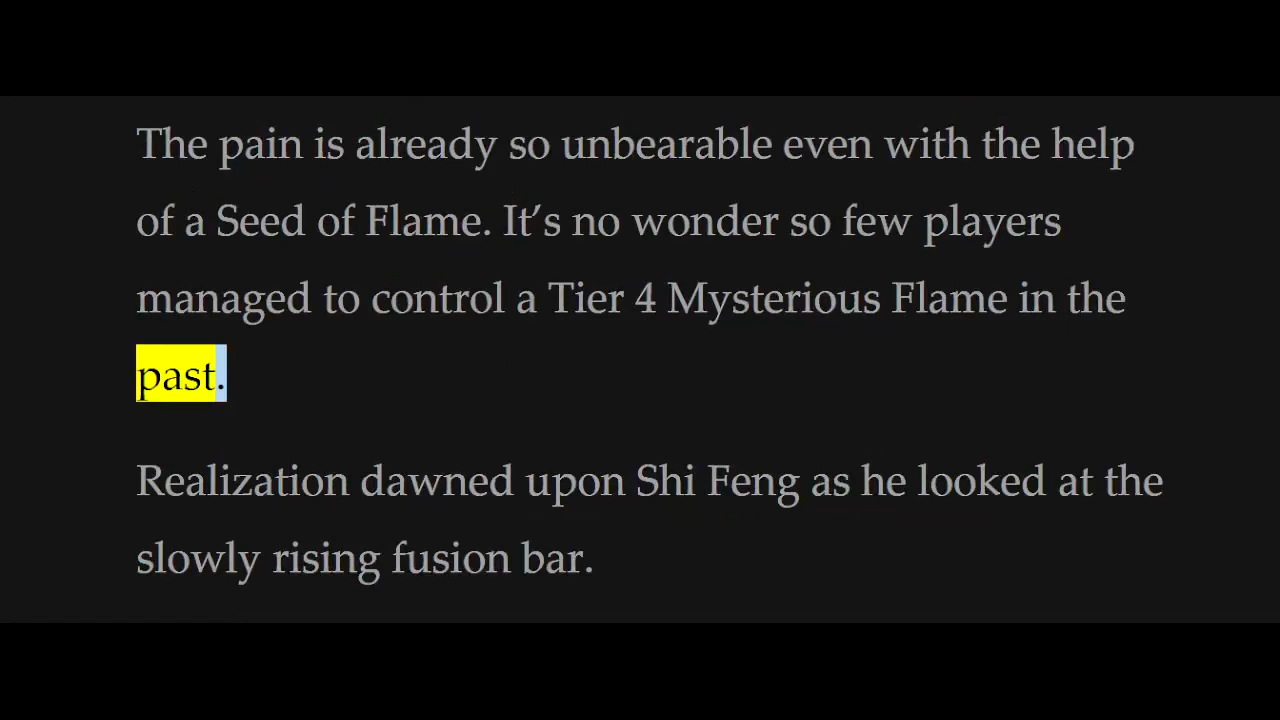 The pain is already so unbearable even with the help
of a Seed of Flame. It’s no wonder so few players
managed to control a Tier 4 Mysterious Flame in the
past.
Realization dawned upon Shi Feng as he looked at the
slowly rising fusion bar.